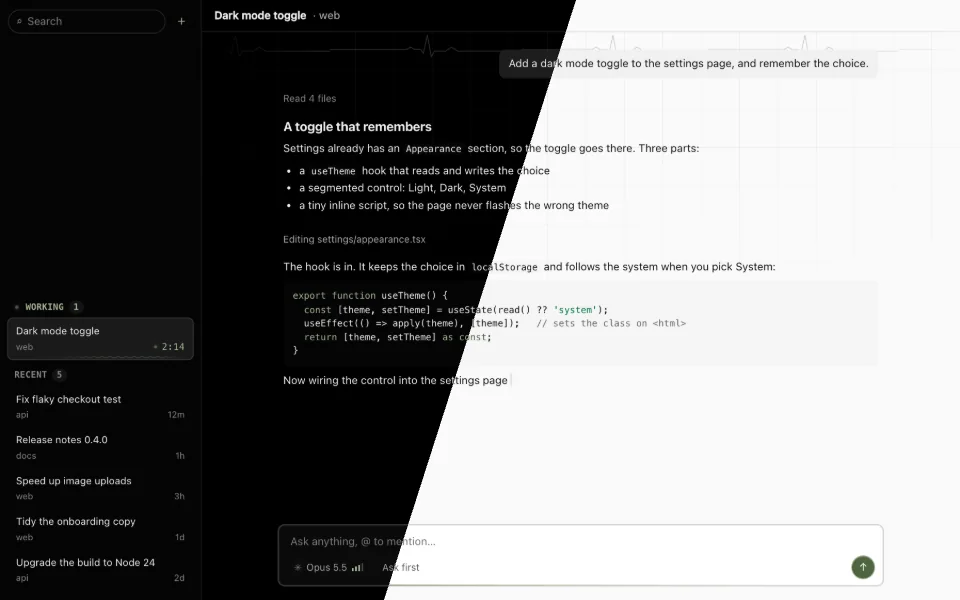 Search
+
Dark mode toggle · web
Add a dark mode toggle to the settings page, and remember the choice.
Read 4 files
A toggle that remembers
Settings already has an Appearance section, so the toggle goes there. Three parts:
• a useTheme hook that reads and writes the choice
• a segmented control: Light, Dark, System
• a tiny inline script, so the page never flashes the wrong theme
Editing settings/appearance.tsx
The hook is in. It keeps the choice in localStorage and follows the system when you pick System:
export function useTheme() {
const [theme, setTheme] = useState(read() ?? 'system');
useEffect(() => apply(theme), [theme]); // sets the class on <html>
return [theme, setTheme] as const;
}
Now wiring the control into the settings page
WORKING 1
Dark mode toggle
web 2:14
RECENT 5
Fix flaky checkout test
api 12m
Release notes 0.4.0
docs 1h
Speed up image uploads
web 3h
Tidy the onboarding copy
web 1d
Upgrade the build to Node 24
api 2d
Ask anything, @ to mention...
Opus 5.5 Ask first